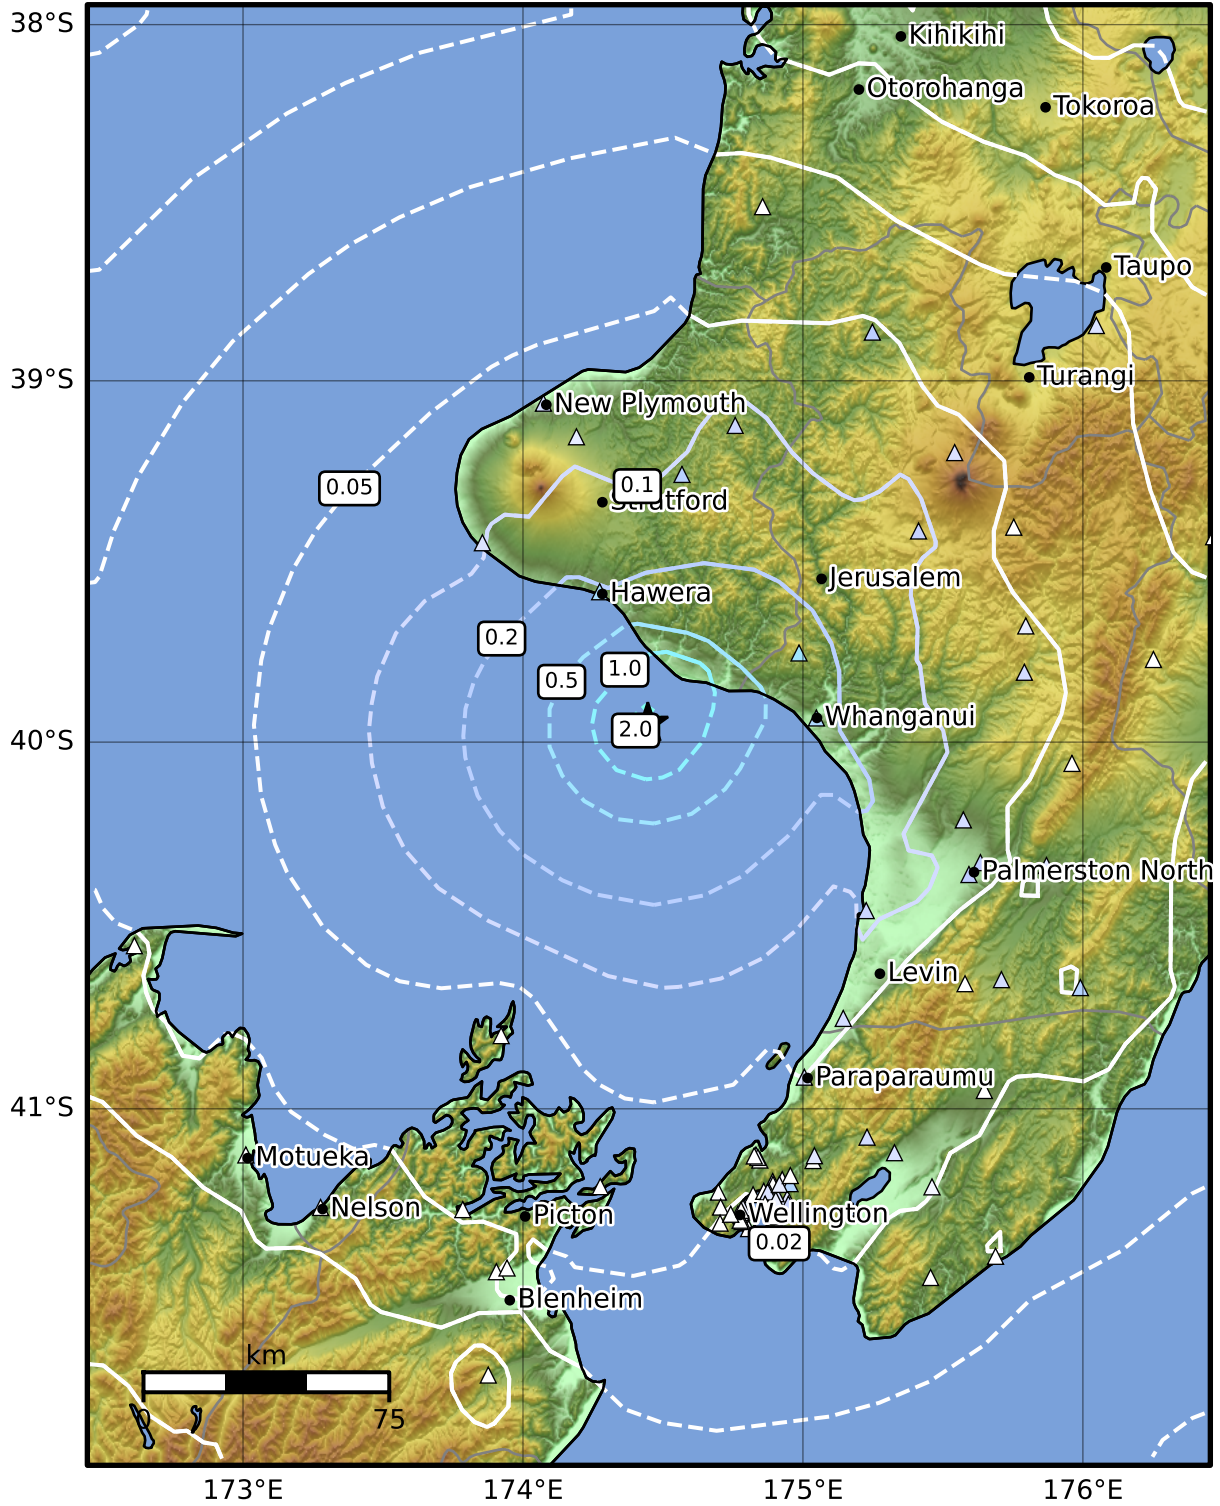 38°S
Kihikihi
Otorohanga
Tokoroa
Taupo
39°S
Turangi
New Plymouth
0.05
0.1
Stratford
Jerusalem
Hawera
0.2
1.0
0.5
Whanganui
2.0
40°S
Palmerston North
Levin
Paraparaumu
41°S
Motueka
Nelson
Picton
Wellington
0.02
Blenheim
km
0
75
173°E
174°E
175°E
176°E